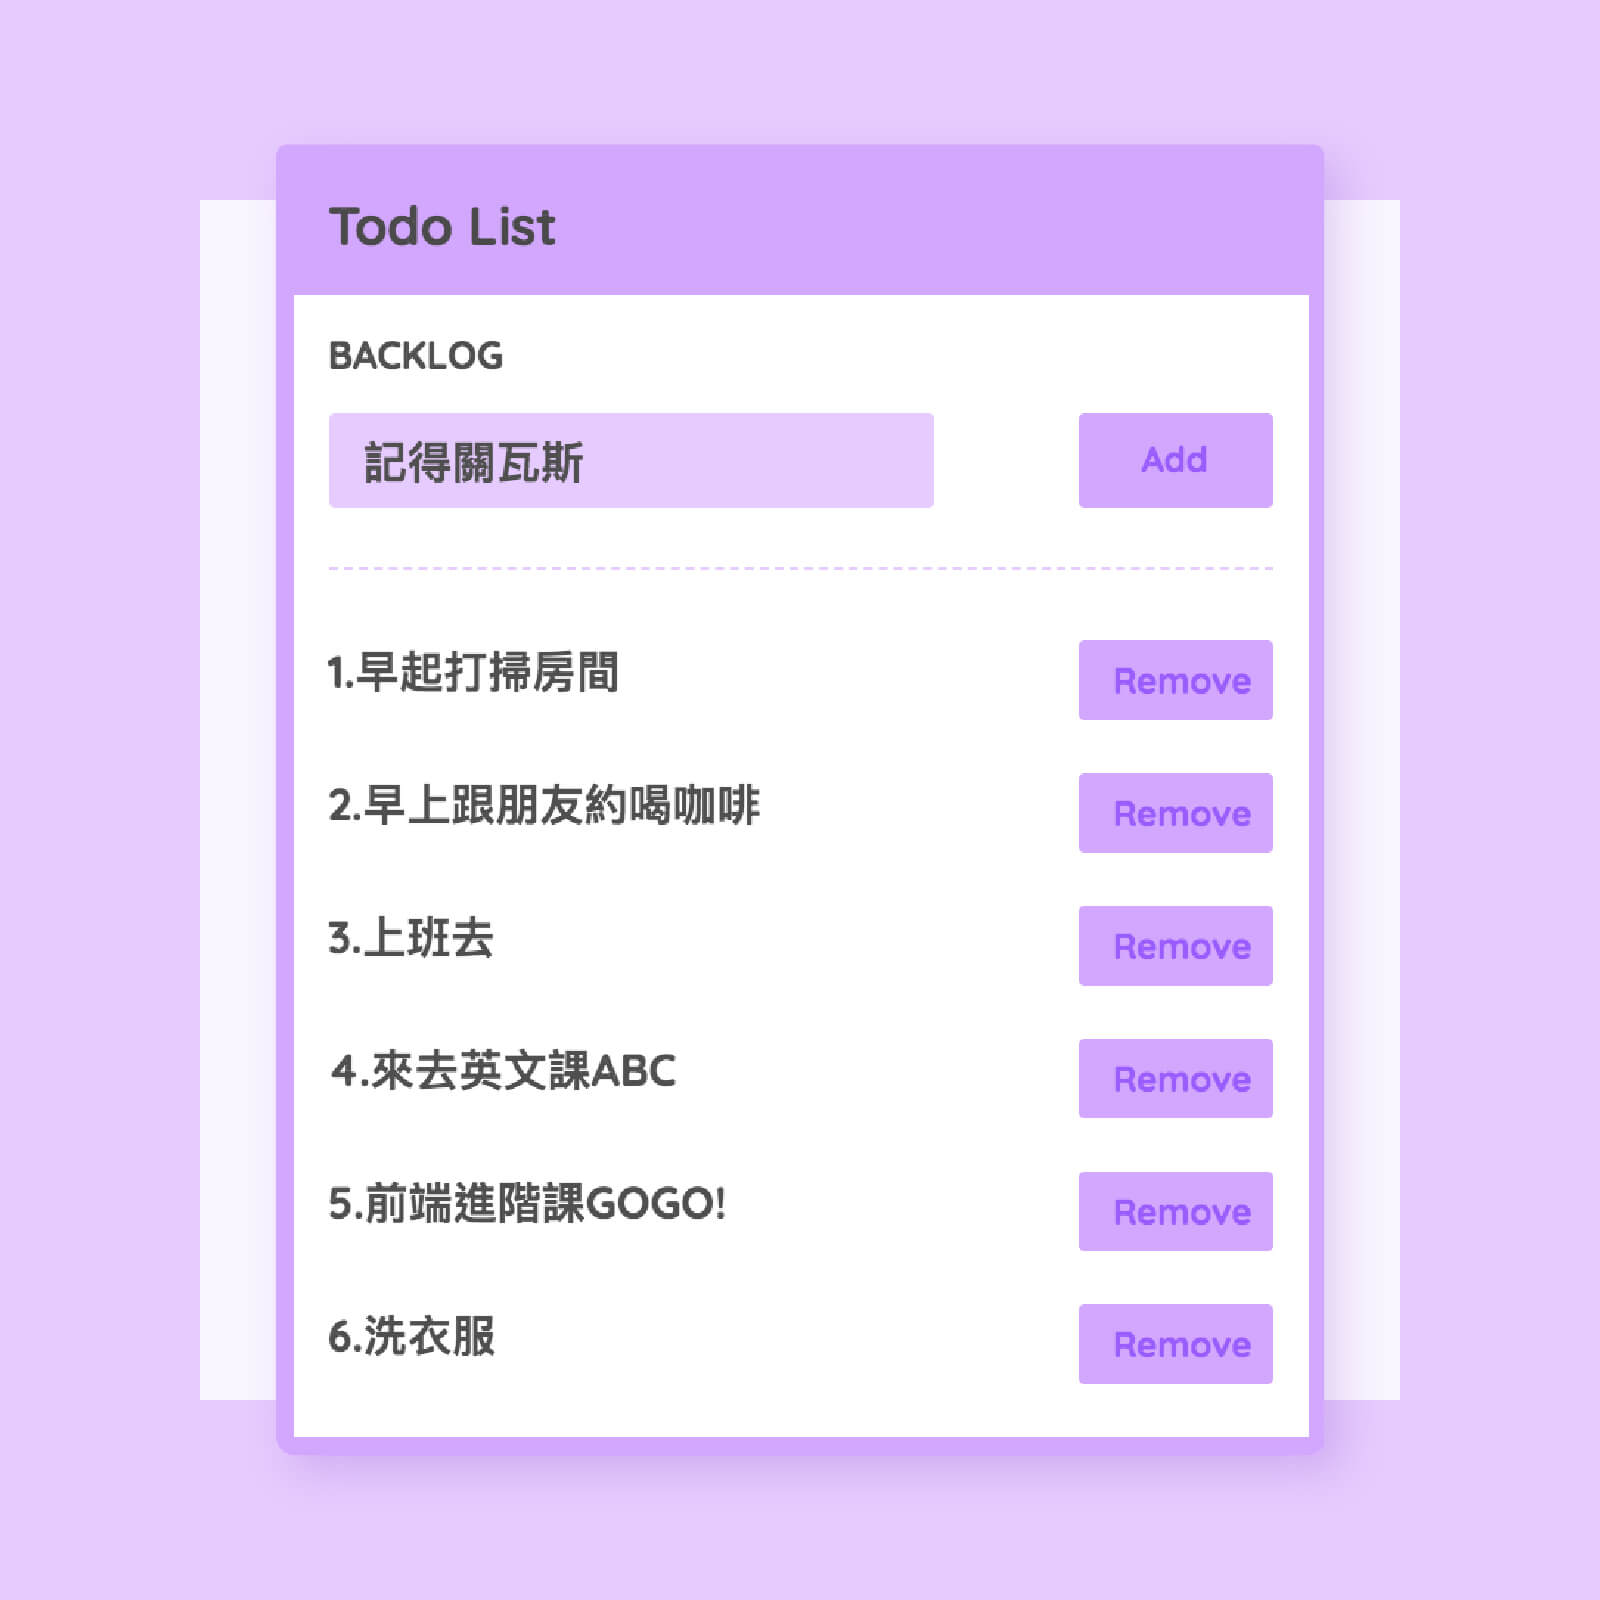 Todo List
BACKLOG
記得關瓦斯
Add
1.早起打掃房間
Remove
2.早上跟朋友約喝咖啡
Remove
3.上班去
Remove
4.來去英文課ABC
Remove
5.前端進階課GOGO!
Remove
6.洗衣服
Remove